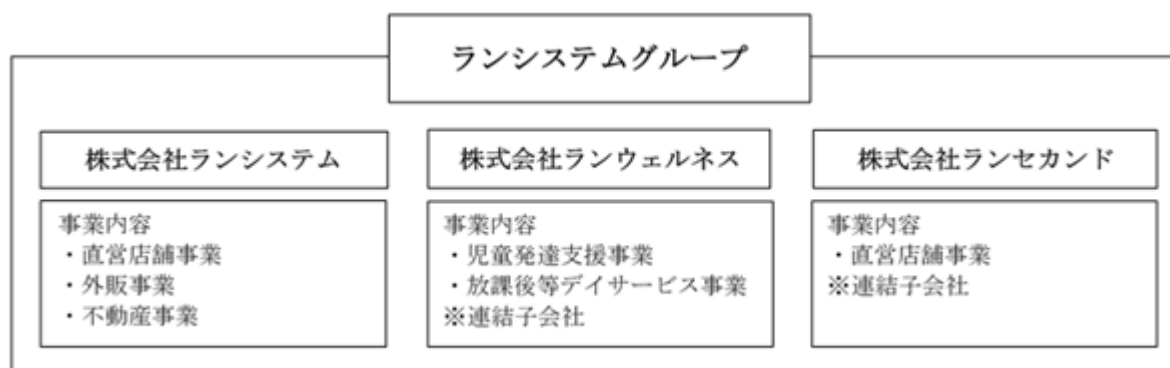 ランシステムグループ
株式会社ランシステム
事業内容
・直営店舗事業
・外販事業
・不動産事業
株式会社ランウェルネス
事業内容
・児童発達支援事業
・放課後等デイサービス事業
※連結子会社
株式会社ランセカンド
事業内容
・直営店舗事業
※連結子会社